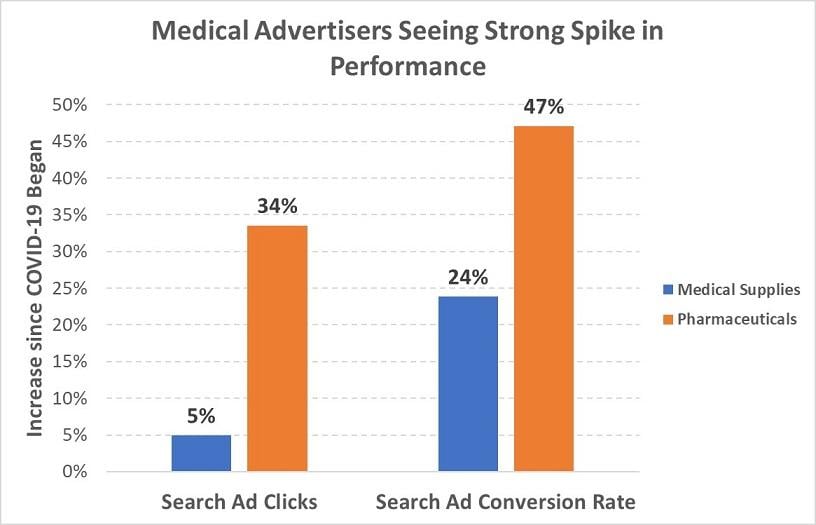 Medical Advertisers Seeing Strong Spike in
Performance
Increase since COVID-19 Began
50%
45%
40%
35%
30%
25%
20%
15%
10%
5%
0%
5%
34%
24%
47%
Search Ad Clicks
Search Ad Conversion Rate
Medical Supplies
Pharmaceuticals